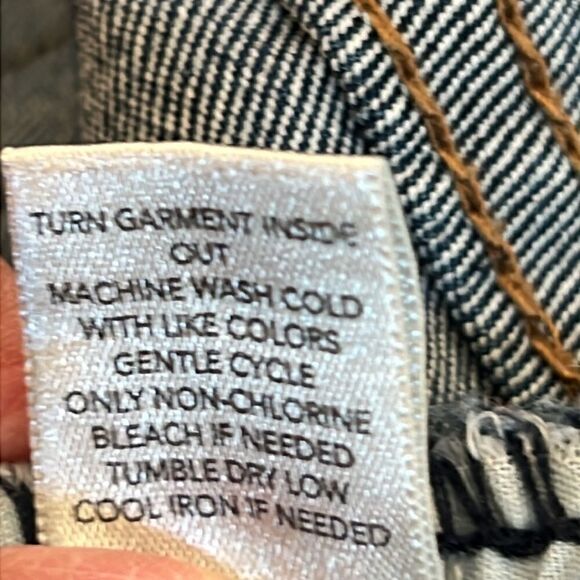 TURN GARMENT INSIDE
OUT
MACHINE WASH COLD
WITH LIKE COLORS
GENTLE CYCLE
ONLY NON-CHLORINE
BLEACH IF NEEDED
TUMBLE DRY LOW
COOL IRON IF NEEDED